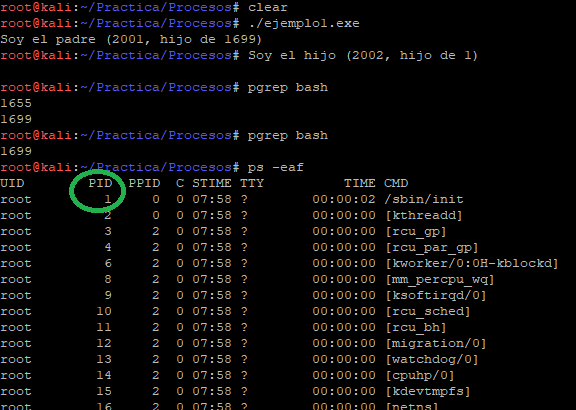 root@kali:~/Practica/Procesos# clear
root@kali:~/Practica/Procesos# ./ejemplo1.exe
Soy el padre (2001, hijo de 1699)
root@kali:~/Practica/Procesos# Soy el hijo (2002, hijo de 1)
root@kali:~/Practica/Procesos# pgrep bash
1655
1699
root@kali:~/Practica/Procesos# pgrep bash
1699
root@kali:~/Practica/Procesos# ps -eaf
UID PID PPID C STIME TTY TIME CMD
root 1 0 0 07:58 ? 00:00:02 /sbin/init
root 2 0 0 07:58 ? 00:00:00 [kthreadd]
root 3 2 0 07:58 ? 00:00:00 [rcu_gp]
root 4 2 0 07:58 ? 00:00:00 [rcu_par_gp]
root 6 2 0 07:58 ? 00:00:00 [kworker/0:0H-kblockd]
root 8 2 0 07:58 ? 00:00:00 [mm_percpu_wq]
root 9 2 0 07:58 ? 00:00:00 [ksoftirqd/0]
root 10 2 0 07:58 ? 00:00:00 [rcu_sched]
root 11 2 0 07:58 ? 00:00:00 [rcu_bh]
root 12 2 0 07:58 ? 00:00:00 [migration/0]
root 13 2 0 07:58 ? 00:00:00 [watchdog/0]
root 14 2 0 07:58 ? 00:00:00 [cpuhp/0]
root 15 2 0 07:58 ? 00:00:00 [kdevtmpfs]
root 16 2 0 07:58 ? 00:00:00 [netns]